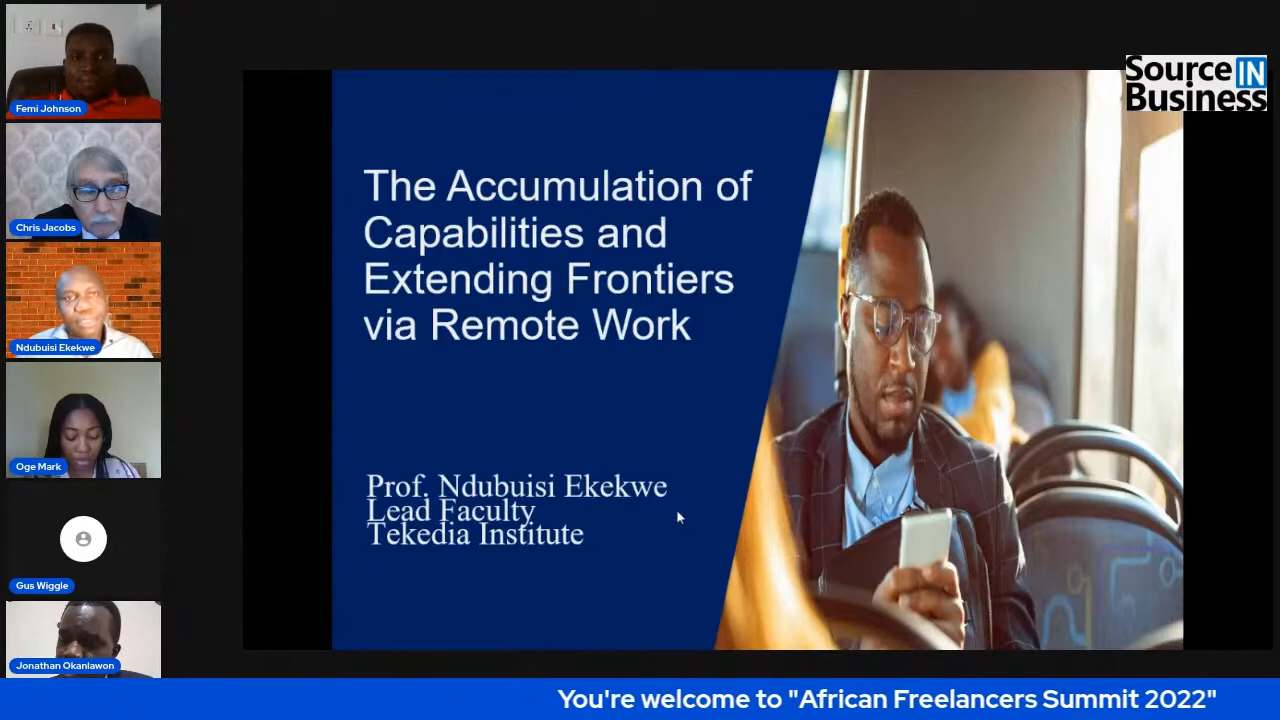 Femi Johnson
Chris Jacobs
Ndubuisi Ekekwe
Oge Mark
Gus Wiggle
Jonathan Okanlawon
The Accumulation of
Capabilities and
Extending Frontiers
via Remote Work
Prof. Ndubuisi Ekekwe
Lead Faculty
Tekedia Institute
Source IN
Business
You're welcome to "African Freelancers Summit 2022"